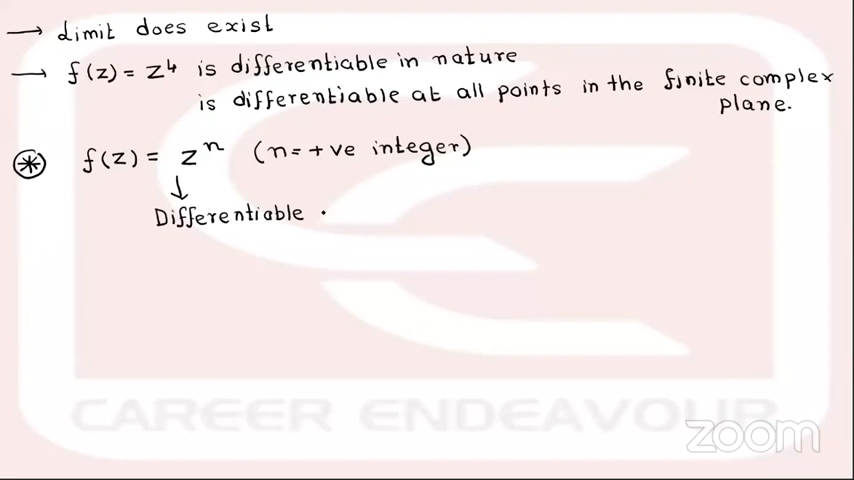 → Limit does exist
→ f(z) = z⁴ is differentiable in nature
is differentiable at all points in the finite complex plane.
⊛ f(z) = zⁿ (n = +ve integer)
↓
Differentiable .
CAREER ENDEAVOUR
zoom